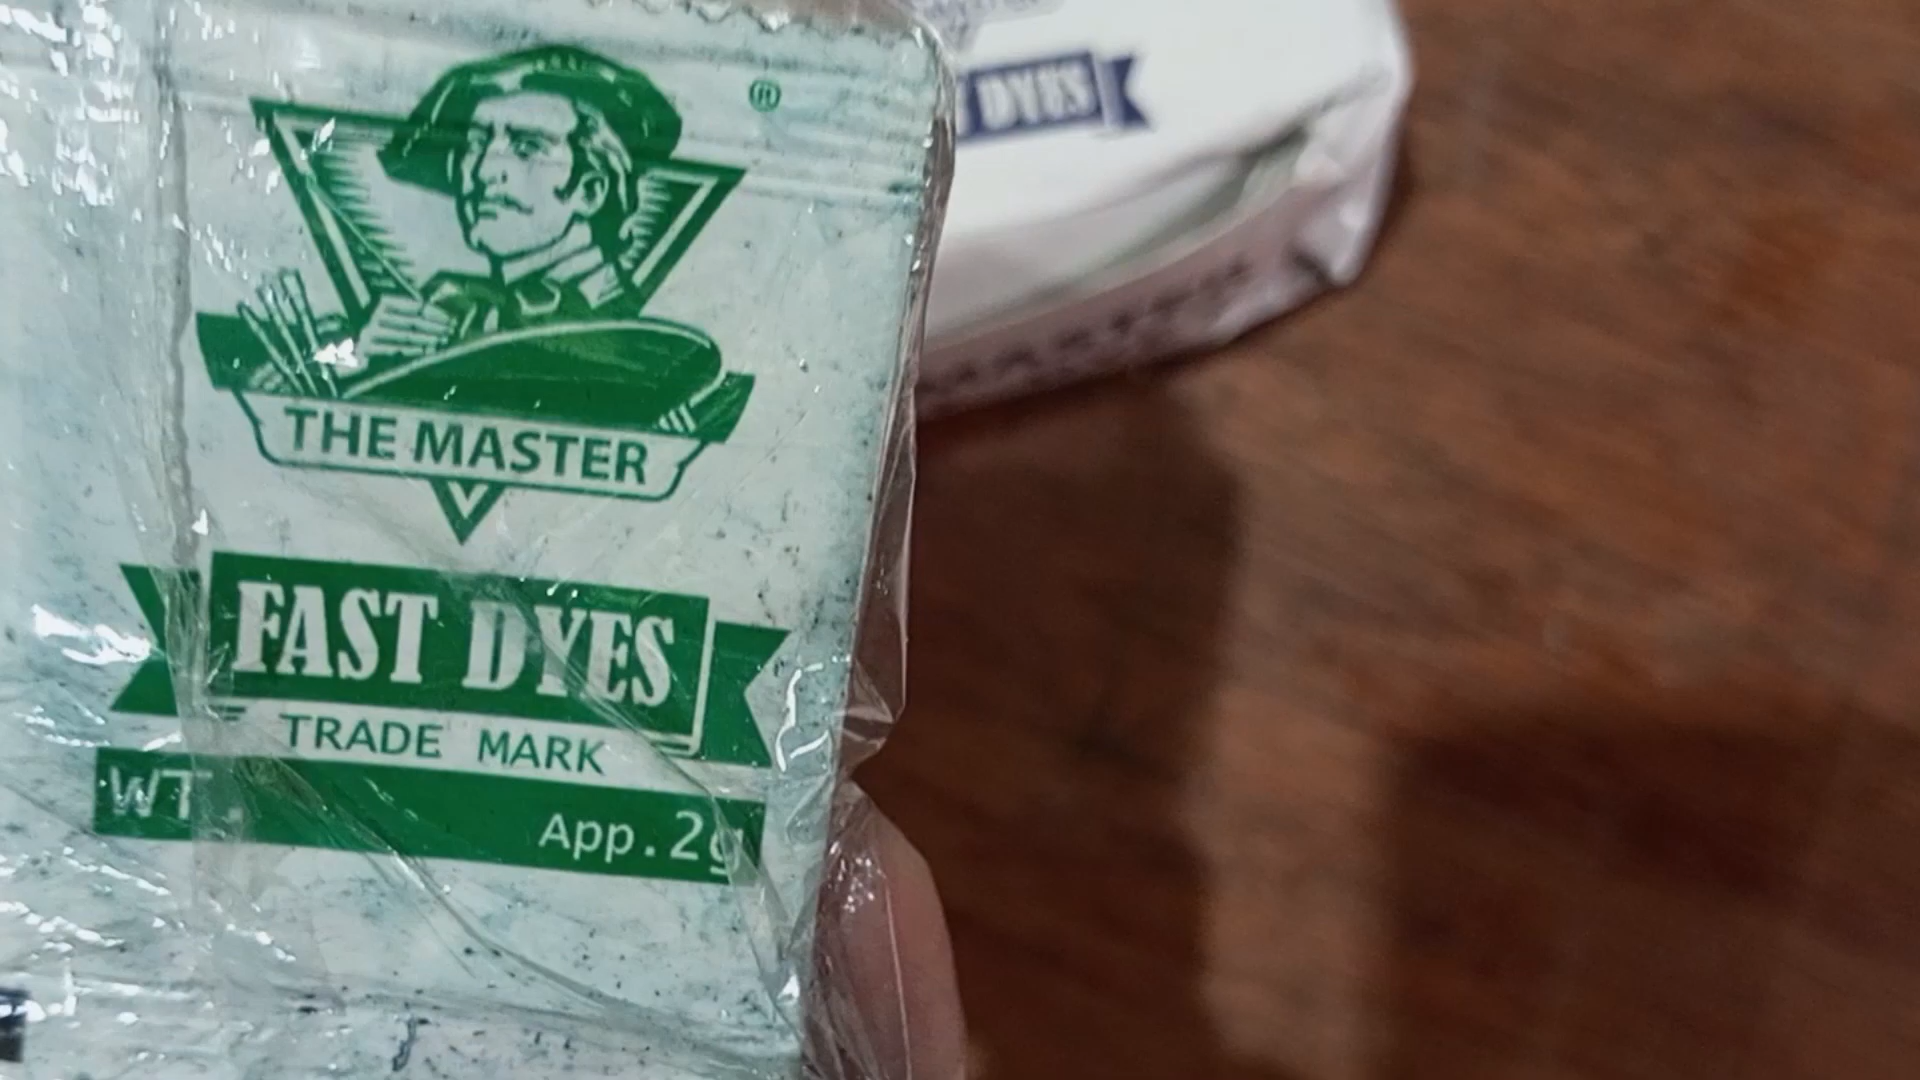 ®
THE MASTER
FAST DYES
TRADE MARK
WT. App.2g
DYES